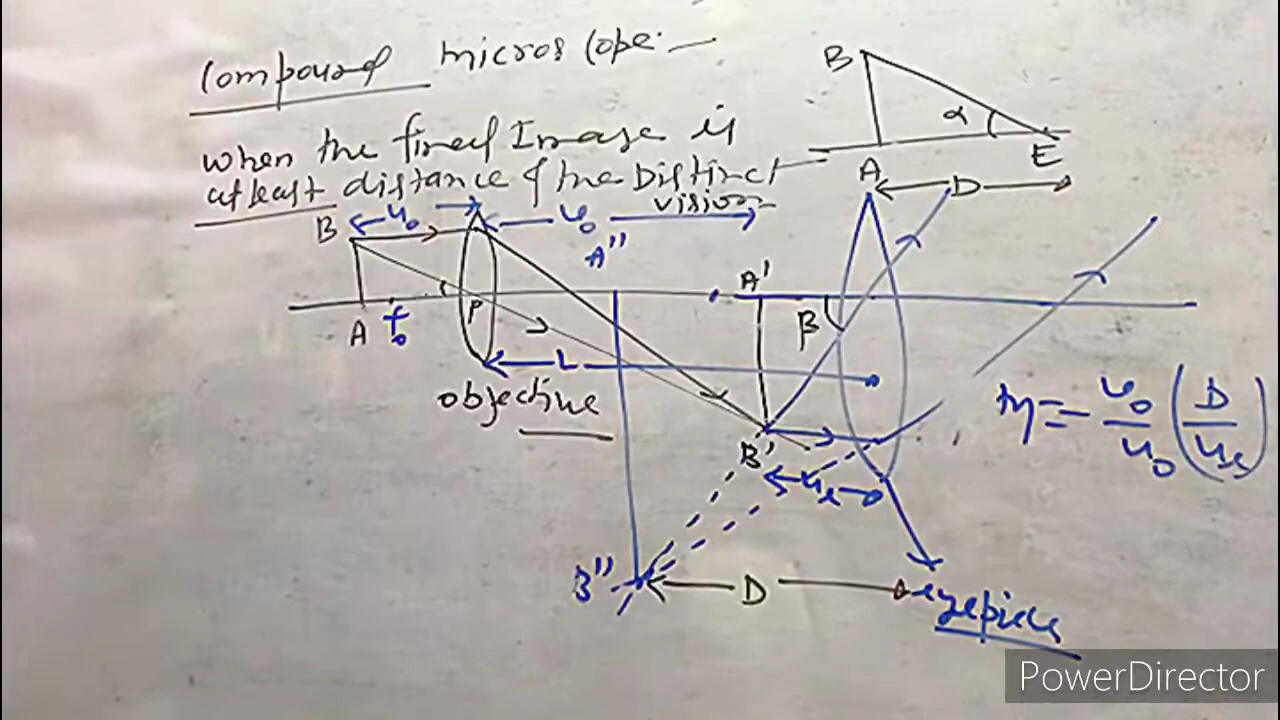 Compound microscope:—
when the final Image is
at least distance of the Distinct
vision
B
α
A
E
D
B
u₀
v₀
A''
A'
A
f₀
P
β
L
objective
B'
uₑ
m = - v₀/u₀ (D/uₑ)
B''
D
eyepiece
PowerDirector